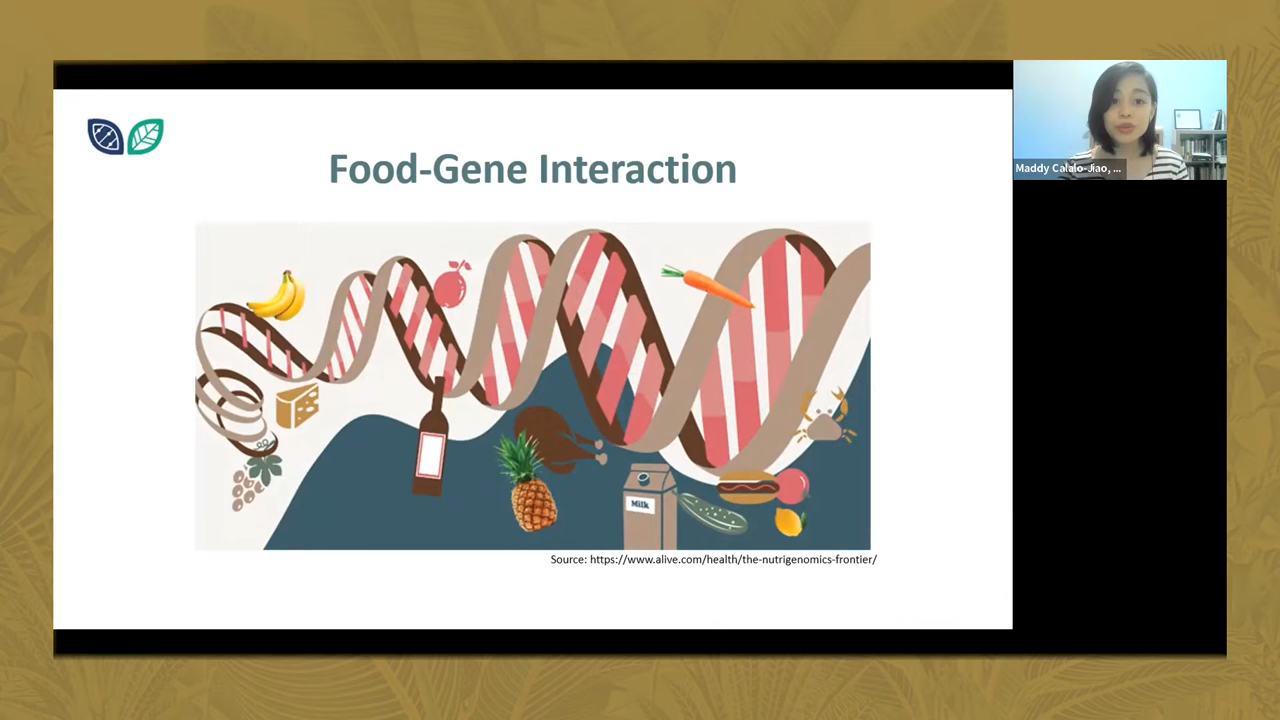 Food-Gene Interaction
Maddy Calalo-Jiao, ...
Milk
Source: https://www.alive.com/health/the-nutrigenomics-frontier/